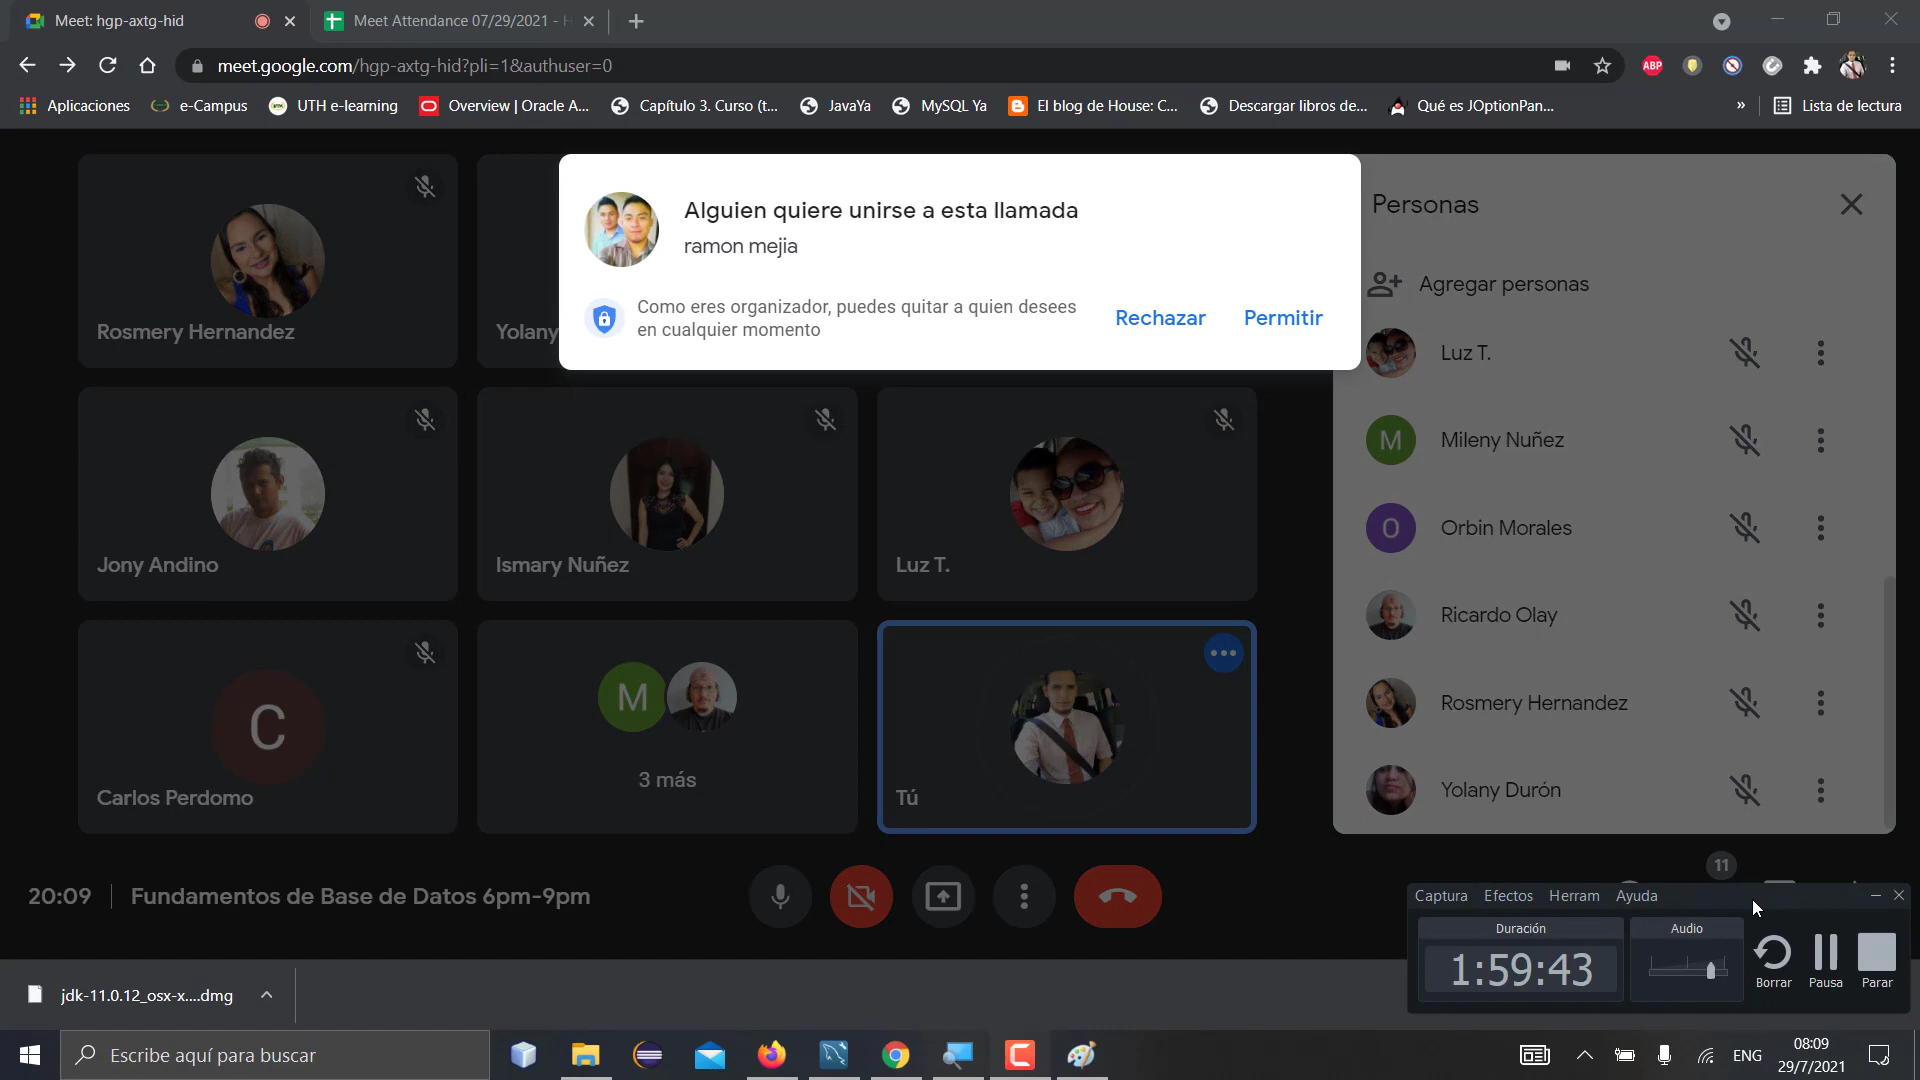 Meet: hgp-axtg-hid
Meet Attendance 07/29/2021 - H
meet.google.com/hgp-axtg-hid?pli=1&authuser=0
ABP
Aplicaciones
e-Campus
UTH e-learning
Overview | Oracle A...
Capítulo 3. Curso (t...
JavaYa
MySQL Ya
El blog de House: C...
Descargar libros de...
Qué es JOptionPan...
»
Lista de lectura
Alguien quiere unirse a esta llamada
ramon mejia
Como eres organizador, puedes quitar a quien desees
en cualquier momento
Rechazar
Permitir
Rosmery Hernandez
Yolany
Jony Andino
Ismary Nuñez
Luz T.
C
Carlos Perdomo
M
3 más
Tú
Personas
Agregar personas
Luz T.
M
Mileny Nuñez
O
Orbin Morales
Ricardo Olay
Rosmery Hernandez
Yolany Durón
20:09
Fundamentos de Base de Datos 6pm-9pm
11
Captura
Efectos
Herram
Ayuda
Duración
1:59:43
Audio
Borrar
Pausa
Parar
jdk-11.0.12_osx-x....dmg
Escribe aquí para buscar
ENG
08:09
29/7/2021